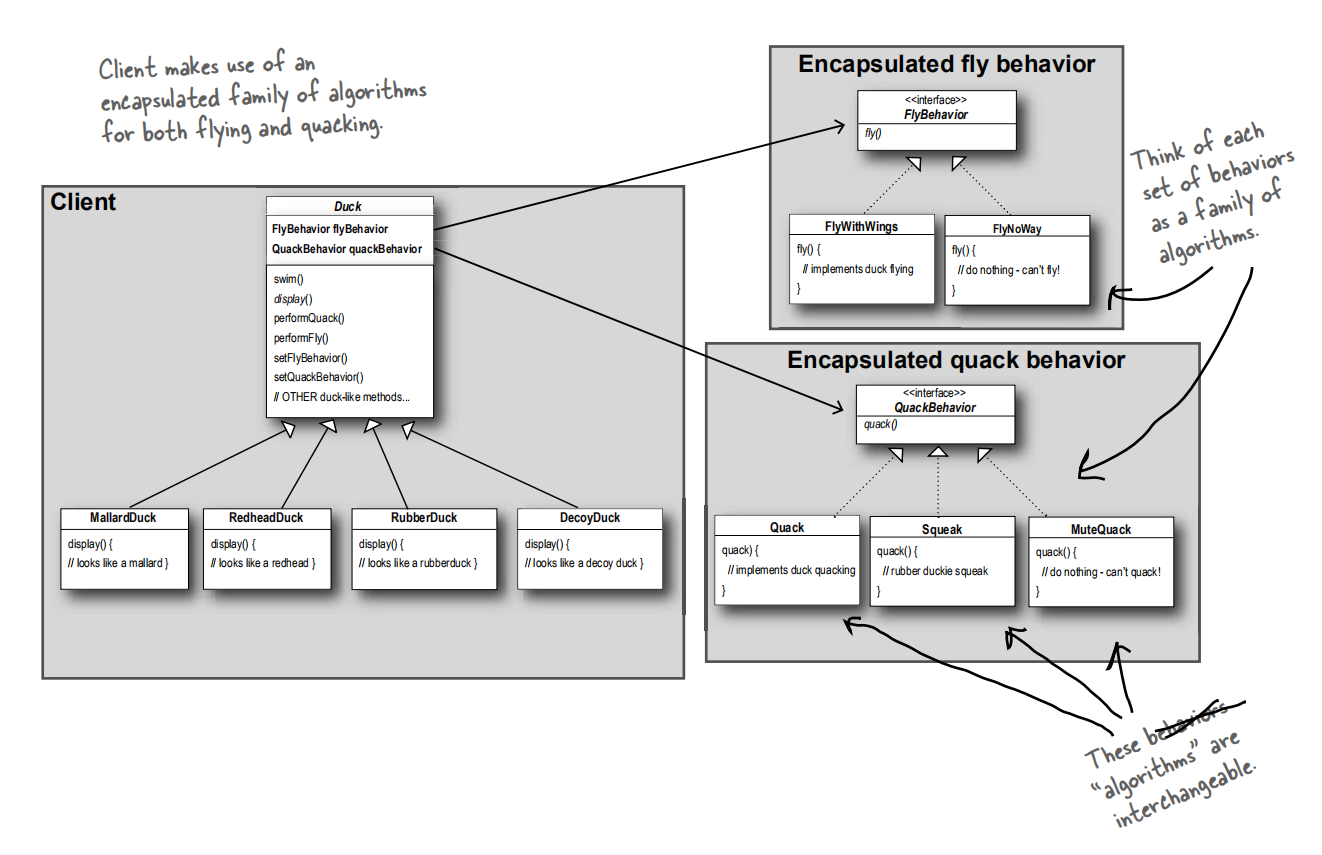 Client makes use of an
encapsulated family of algorithms
for both flying and quacking.
Client
Duck
FlyBehavior flyBehavior
QuackBehavior quackBehavior
swim()
display()
performQuack()
performFly()
setFlyBehavior()
setQuackBehavior()
// OTHER duck-like methods...
MallardDuck
display() {
// looks like a mallard }
RedheadDuck
display() {
// looks like a redhead }
RubberDuck
display() {
// looks like a rubberduck }
DecoyDuck
display() {
// looks like a decoy duck }
Encapsulated fly behavior
<<interface>>
FlyBehavior
fly()
FlyWithWings
fly() {
// implements duck flying
}
FlyNoWay
fly() {
// do nothing - can't fly!
}
Think of each
set of behaviors
as a family of
algorithms.
Encapsulated quack behavior
<<interface>>
QuackBehavior
quack()
Quack
quack) {
// implements duck quacking
}
Squeak
quack() {
// rubber duckie squeak
}
MuteQuack
quack() {
// do nothing - can't quack!
}
These behaviors
“algorithms” are
interchangeable.